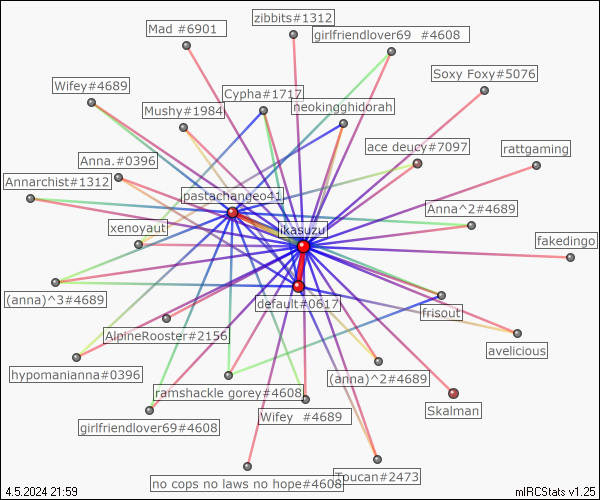 zibbits#1312
Mad #6901
girlfriendlover69 #4608
Soxy Foxy#5076
Wifey#4689
Cypha#1717
neokingghidorah
Mushy#1984
ace deucy#7097
rattgaming
Anna.#0396
Annarchist#1312
pastachangeo41
Anna^2#4689
xenoyaut
ikasuzu
fakedingo
(anna)^3#4689
default#0617
frisout
AlpineRooster#2156
avelicious
hypomanianna#0396
(anna)^2#4689
ramshackle gorey#4608
Skalman
Wifey #4689
girlfriendlover69#4608
Toucan#2473
no cops no laws no hope#4608
4.5.2024 21:59
mIRCStats v1.25